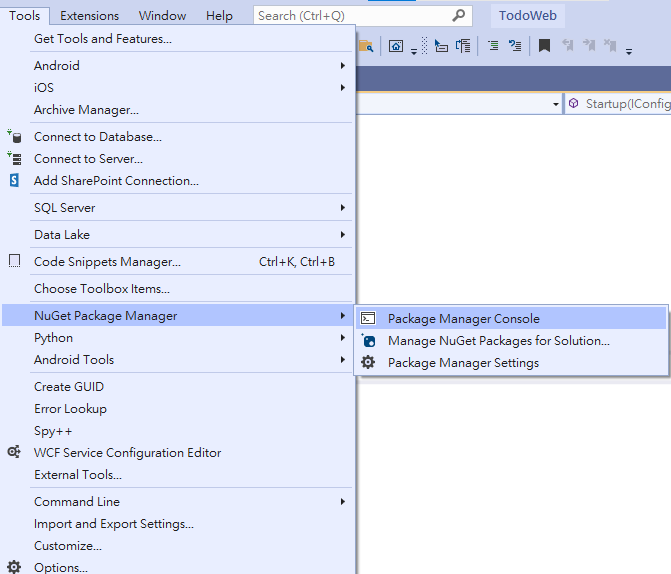 Tools Extensions Window Help Search (Ctrl+Q) TodoWeb
Get Tools and Features...
Android
iOS
Archive Manager...
Startup(IConfig
Connect to Database...
Connect to Server...
Add SharePoint Connection...
SQL Server
Data Lake
Code Snippets Manager... Ctrl+K, Ctrl+B
Choose Toolbox Items...
NuGet Package Manager
Package Manager Console
Manage NuGet Packages for Solution...
Package Manager Settings
Python
Android Tools
Create GUID
Error Lookup
Spy++
WCF Service Configuration Editor
External Tools...
Command Line
Import and Export Settings...
Customize...
Options...